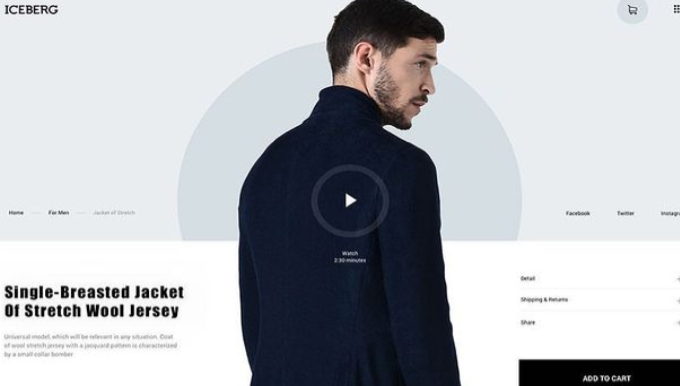 ICEBERG
Home
For Men
Jacket of Stretch
Facebook
Twitter
Watch
2:30 minutes
Single-Breasted Jacket
Of Stretch Wool Jersey
Universal model, which will be relevant in any situation. Coat
of wool stretch jersey with a jacquard pattern is characterized
by a small collar bomber
Detail
Shipping & Returns
Share
ADD TO CART